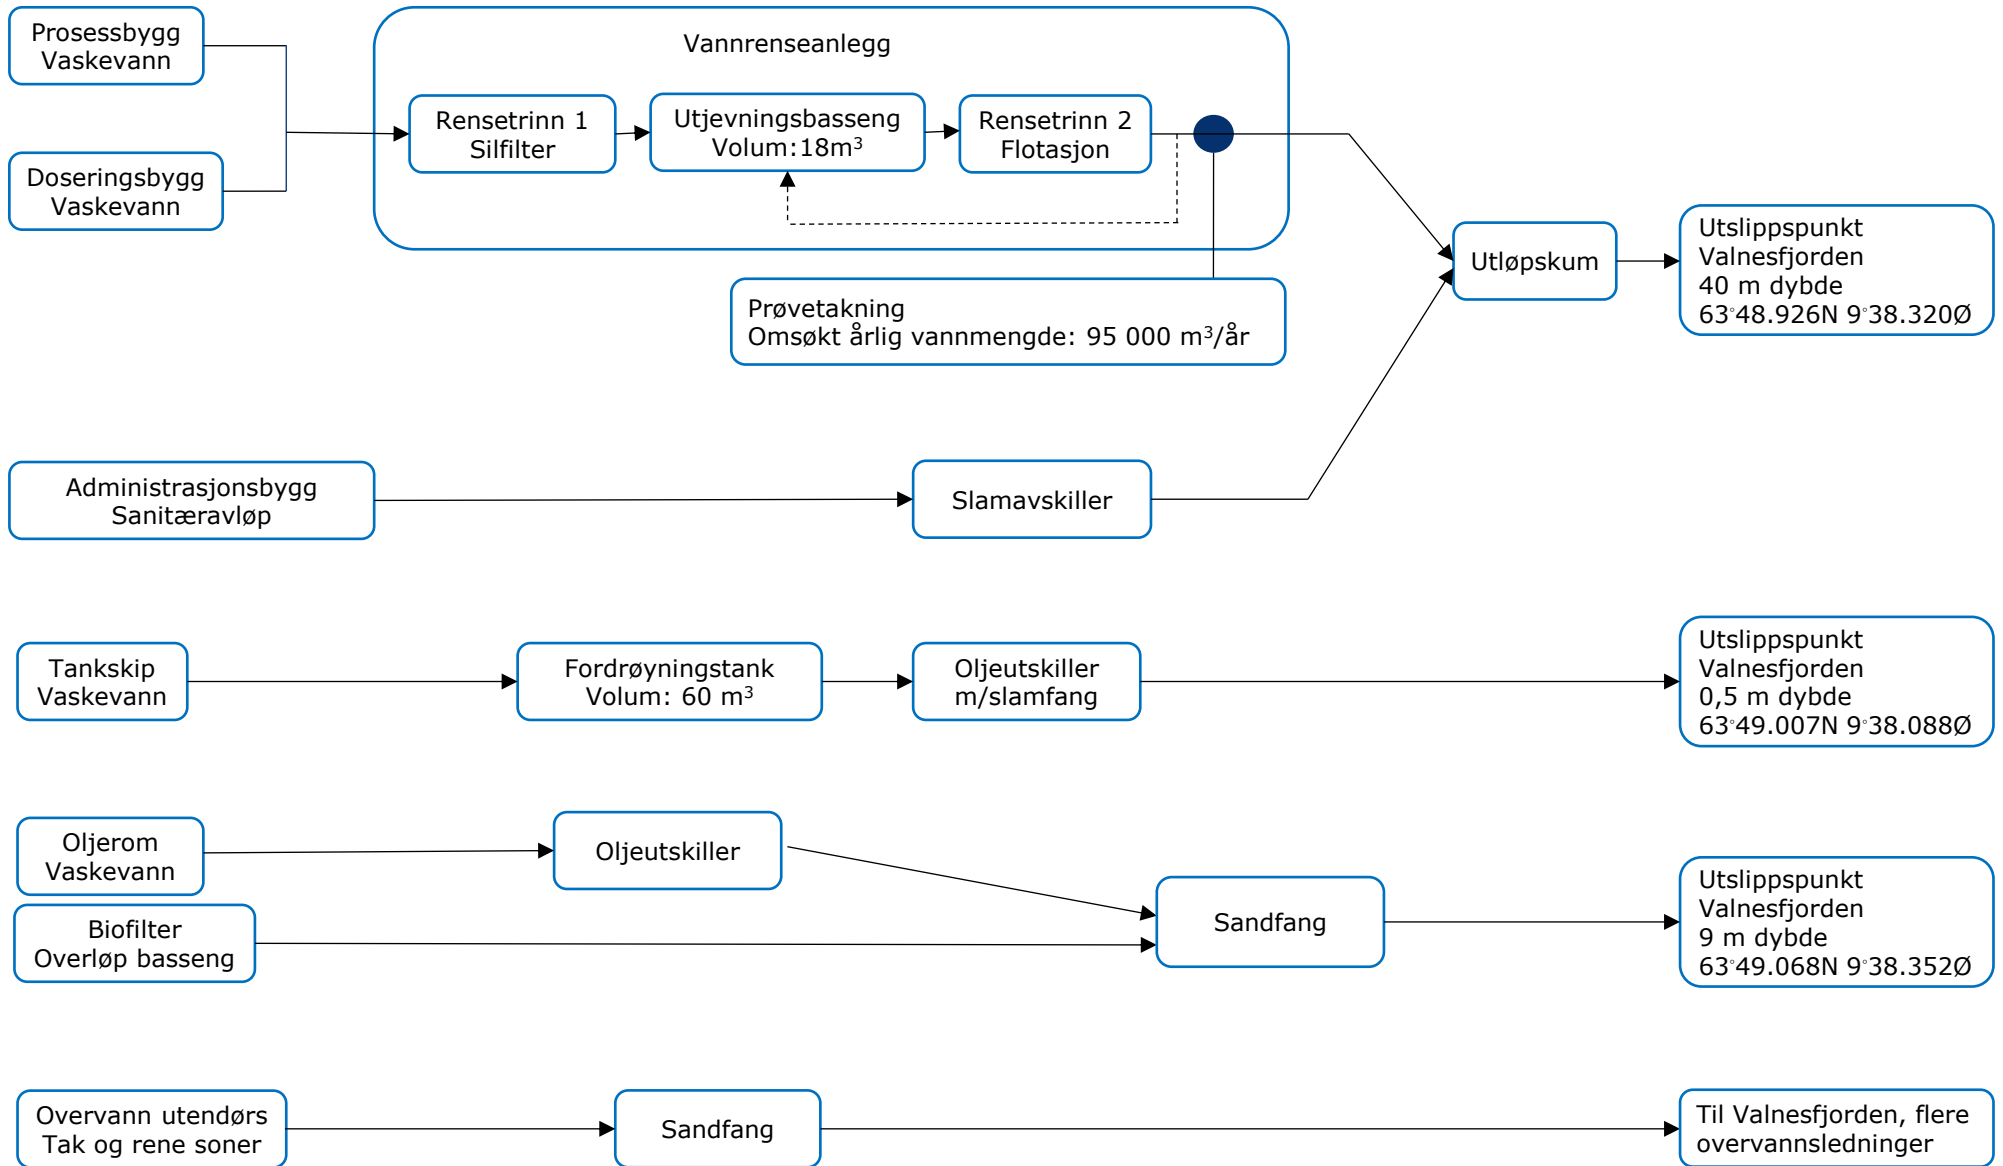 Prosessbygg
Vaskevann
Doseringsbygg
Vaskevann
Vannrenseanlegg
Rensetrinn 1
Silfilter
Utjevningsbasseng
Volum:18m³
Rensetrinn 2
Flotasjon
Prøvetakning
Omsøkt årlig vannmengde: 95 000 m³/år
Utløpskum
Utslippspunkt
Valnesfjorden
40 m dybde
63°48.926N 9°38.320Ø
Administrasjonsbygg
Sanitæravløp
Slamavskiller
Tankskip
Vaskevann
Fordrøyningstank
Volum: 60 m³
Oljeutskiller
m/slamfang
Utslippspunkt
Valnesfjorden
0,5 m dybde
63°49.007N 9°38.088Ø
Oljerom
Vaskevann
Oljeutskiller
Biofilter
Overløp basseng
Sandfang
Utslippspunkt
Valnesfjorden
9 m dybde
63°49.068N 9°38.352Ø
Overvann utendørs
Tak og rene soner
Sandfang
Til Valnesfjorden, flere
overvannsledninger